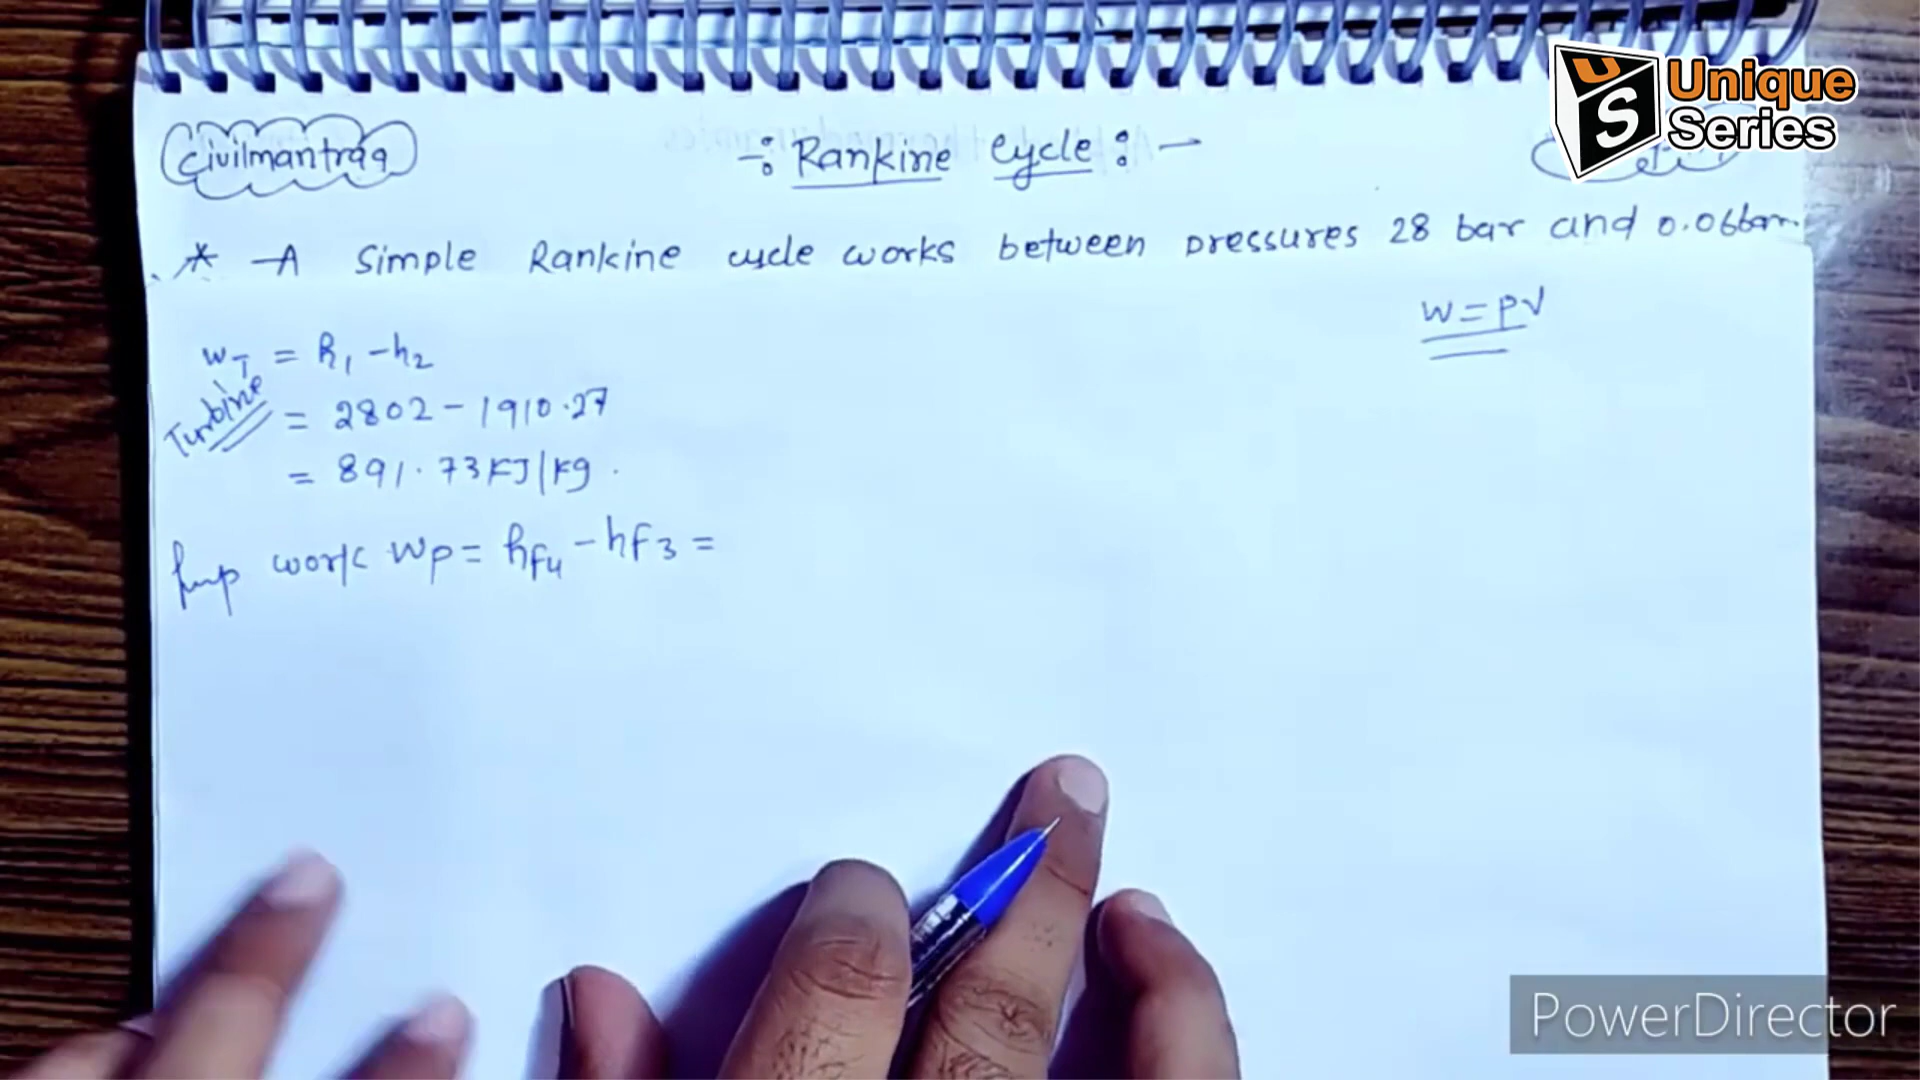 Unique
Series
civilmantraa
-: Rankine cycle :-
* A Simple Rankine cycle works between pressures 28 bar and 0.06bar.
W = PV
WT = h1 - h2
Turbine
= 2802 - 1910.27
= 891.73 KJ/Kg.
Pump work WP = hf4 - hf3 =
PowerDirector